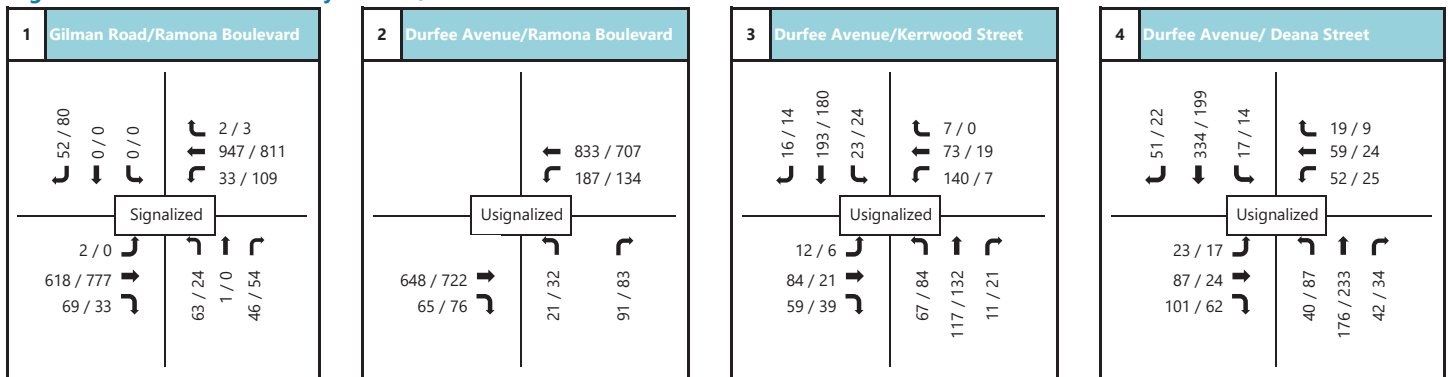 1 Gilman Road/Ramona Boulevard
52 / 80
0 / 0
0 / 0
2 / 3
947 / 811
33 / 109
Signalized
2 / 0
618 / 777
69 / 33
63 / 24
1 / 0
46 / 54
2 Durfee Avenue/Ramona Boulevard
833 / 707
187 / 134
Usignalized
648 / 722
65 / 76
21 / 32
91 / 83
3 Durfee Avenue/Kerrwood Street
16 / 14
193 / 180
23 / 24
7 / 0
73 / 19
140 / 7
Usignalized
12 / 6
84 / 21
59 / 39
67 / 84
117 / 132
11 / 21
4 Durfee Avenue/ Deana Street
51 / 22
334 / 199
17 / 14
19 / 9
59 / 24
52 / 25
Usignalized
23 / 17
87 / 24
101 / 62
40 / 87
176 / 233
42 / 34